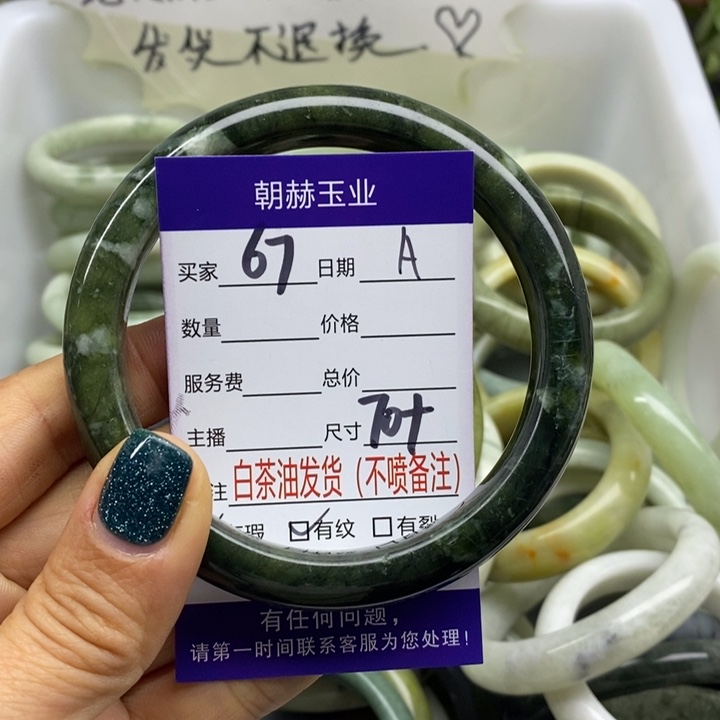 发货不退换 ♡
朝赫玉业
买家 67 日期 A
数量 价格
服务费 总价
主播 尺寸
注 白茶油发货（不喷备注）
瑕 ☑有纹 □有裂
有任何问题，
请第一时间联系客服为您处理！